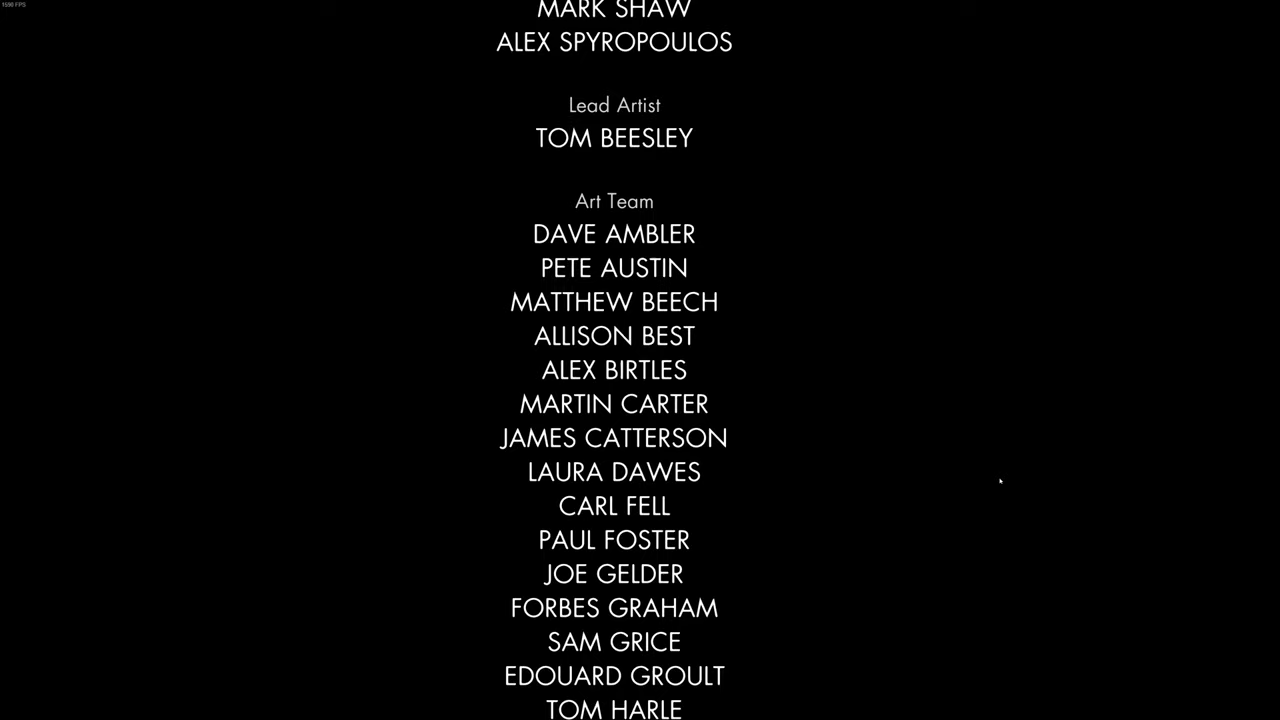 1590 FPS
MARK SHAW
ALEX SPYROPOULOS
Lead Artist
TOM BEESLEY
Art Team
DAVE AMBLER
PETE AUSTIN
MATTHEW BEECH
ALLISON BEST
ALEX BIRTLES
MARTIN CARTER
JAMES CATTERSON
LAURA DAWES
CARL FELL
PAUL FOSTER
JOE GELDER
FORBES GRAHAM
SAM GRICE
EDOUARD GROULT
TOM HARLE